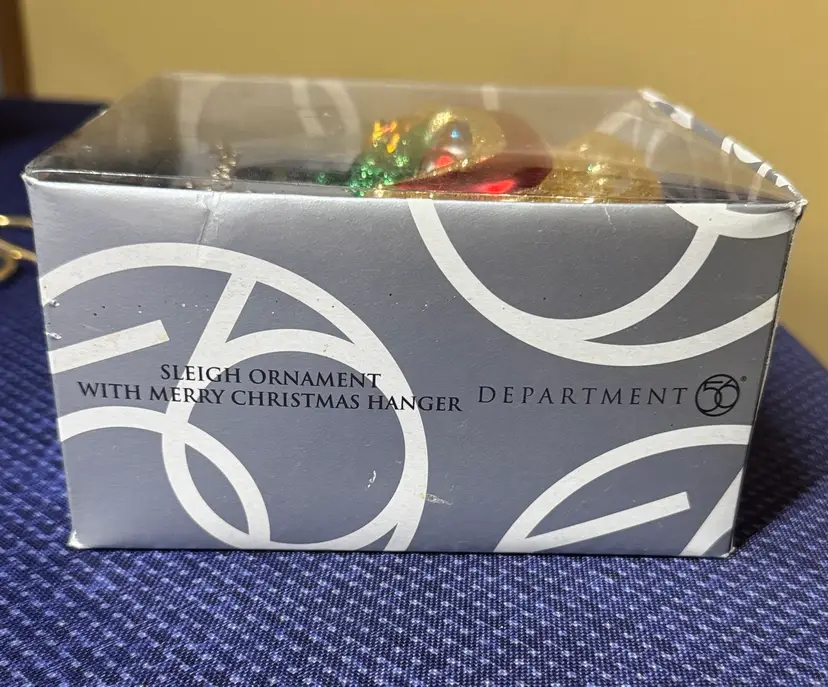 SLEIGH ORNAMENT
WITH MERRY CHRISTMAS HANGER
DEPARTMENT 56®